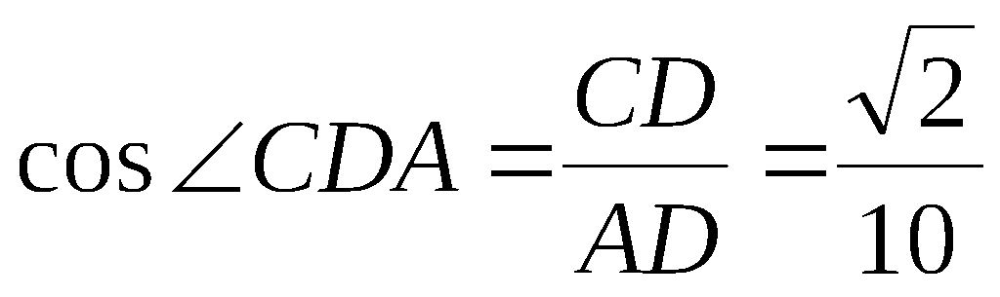 cos ∠CDA = CD/AD = √2/10